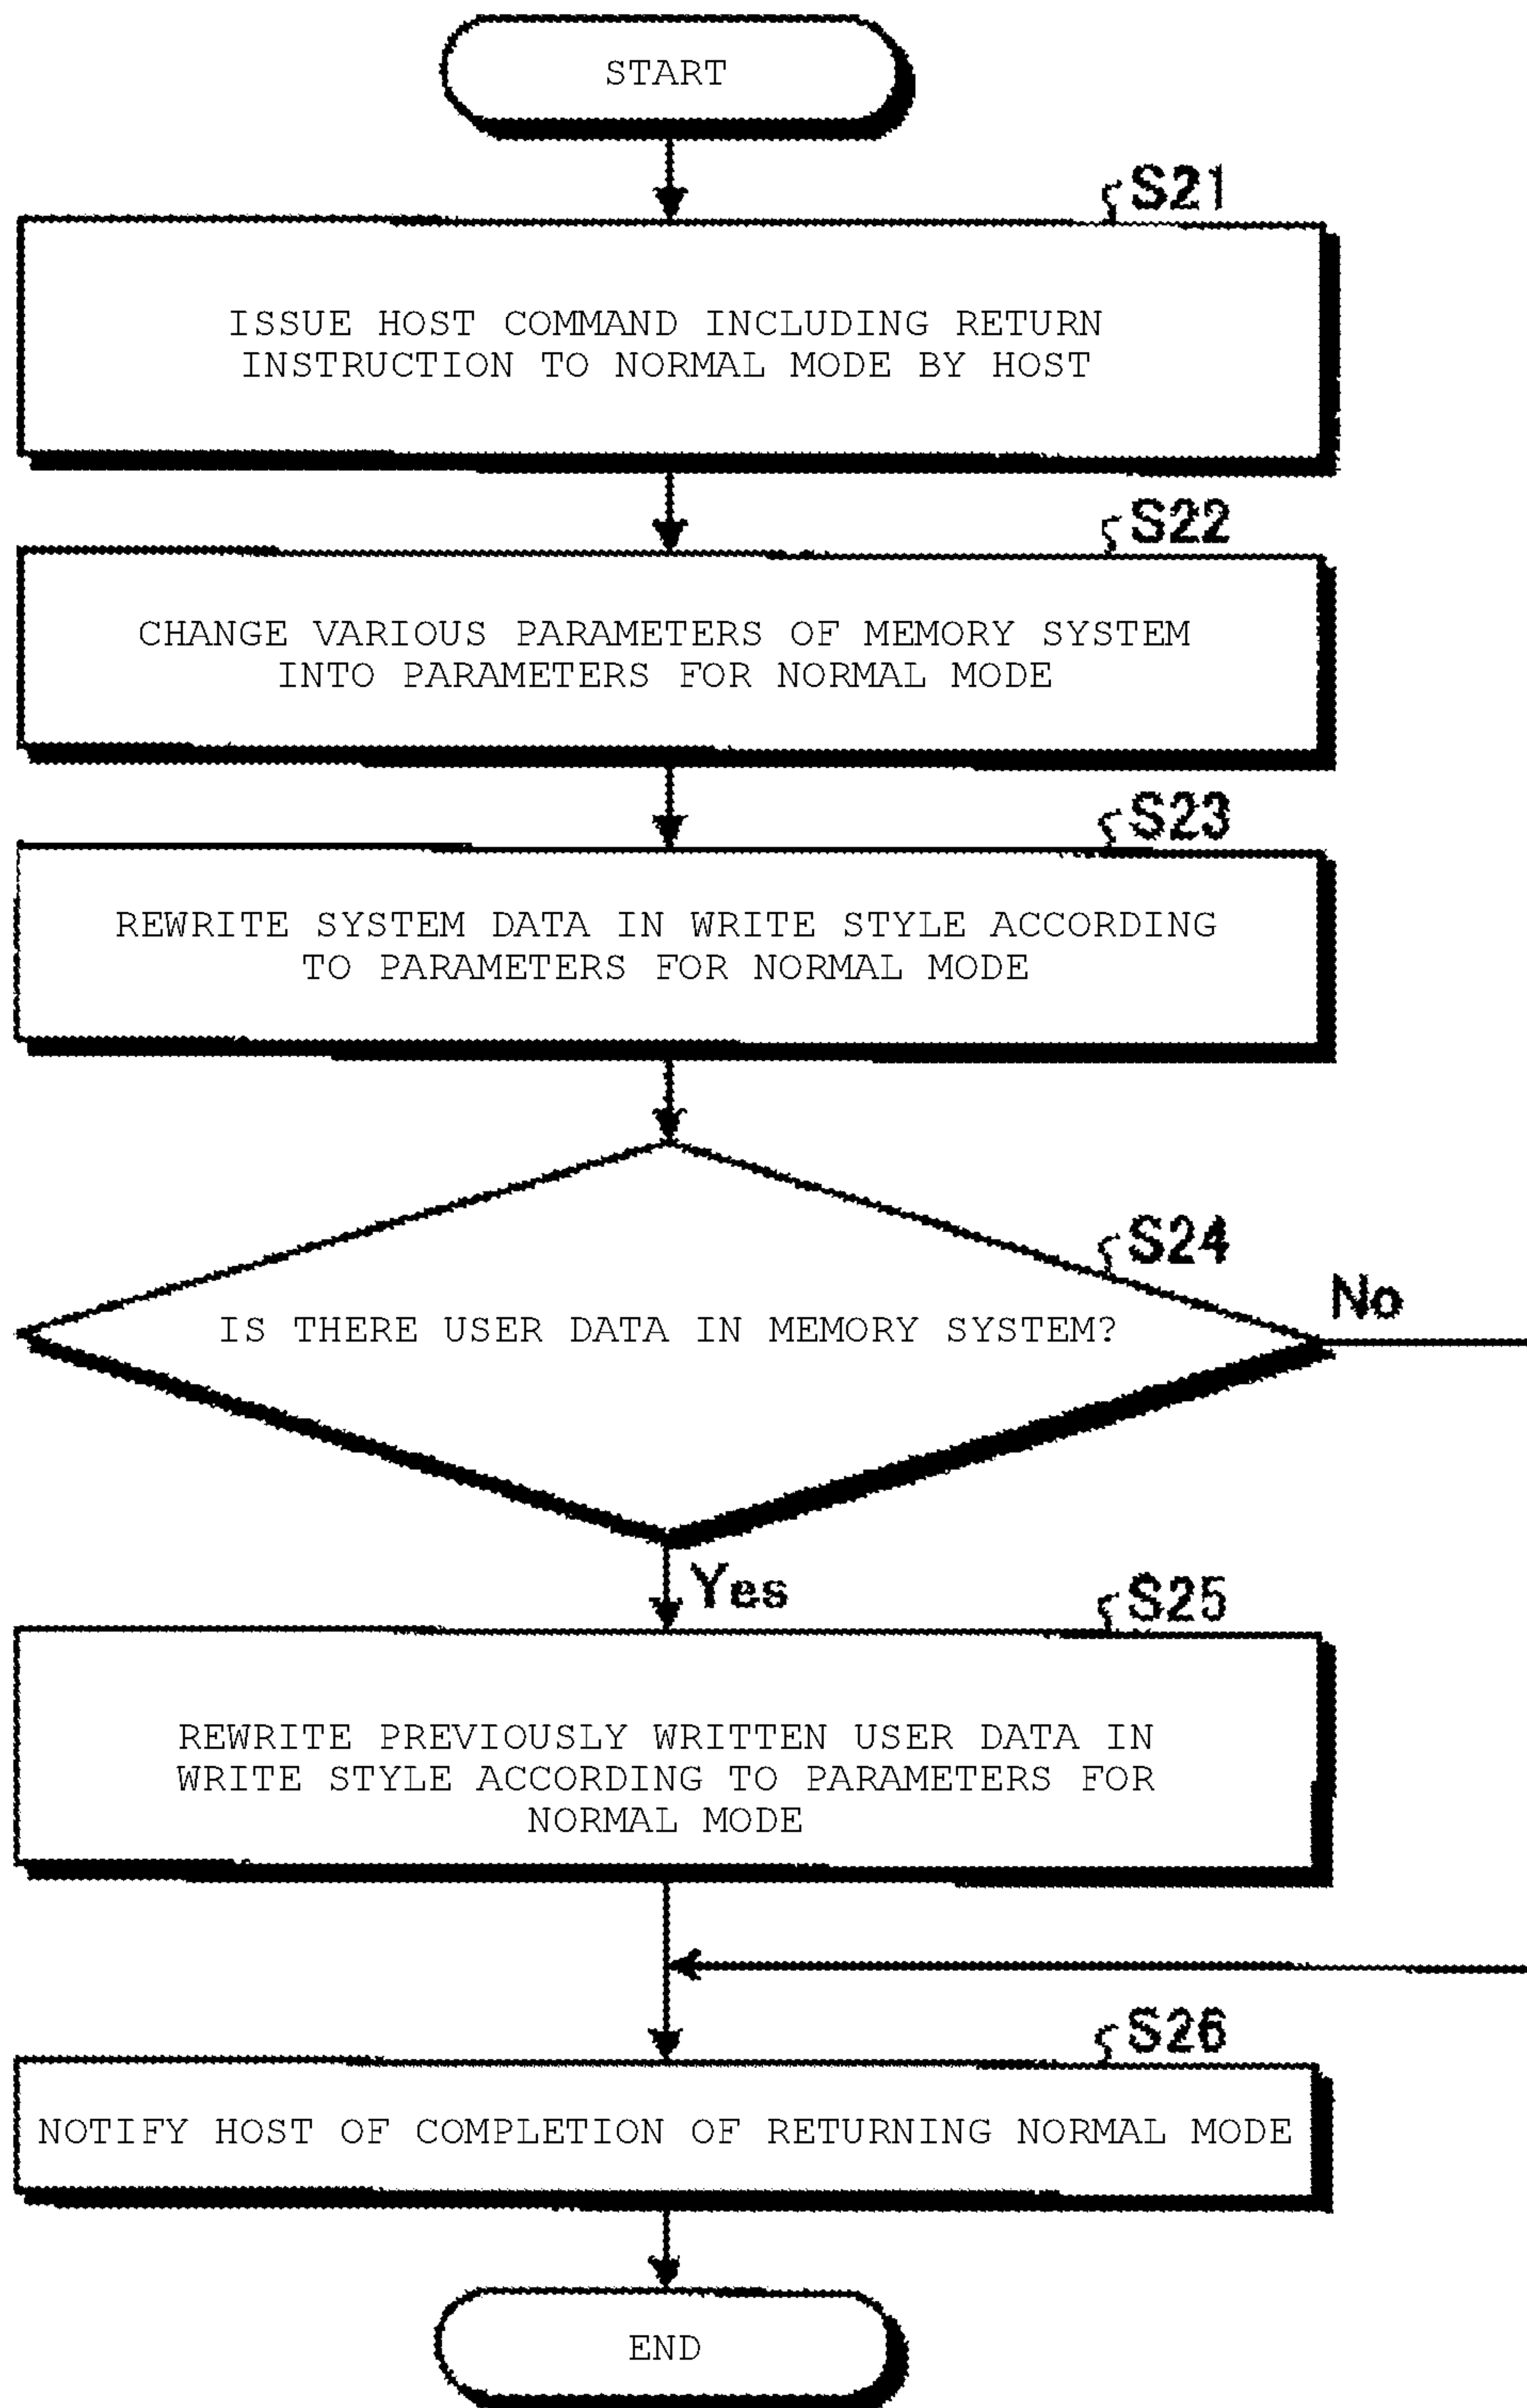 START
S21
ISSUE HOST COMMAND INCLUDING RETURN
INSTRUCTION TO NORMAL MODE BY HOST
S22
CHANGE VARIOUS PARAMETERS OF MEMORY SYSTEM
INTO PARAMETERS FOR NORMAL MODE
S23
REWRITE SYSTEM DATA IN WRITE STYLE ACCORDING
TO PARAMETERS FOR NORMAL MODE
S24
No
IS THERE USER DATA IN MEMORY SYSTEM?
Yes
S25
REWRITE PREVIOUSLY WRITTEN USER DATA IN
WRITE STYLE ACCORDING TO PARAMETERS FOR
NORMAL MODE
S26
NOTIFY HOST OF COMPLETION OF RETURNING NORMAL MODE
END